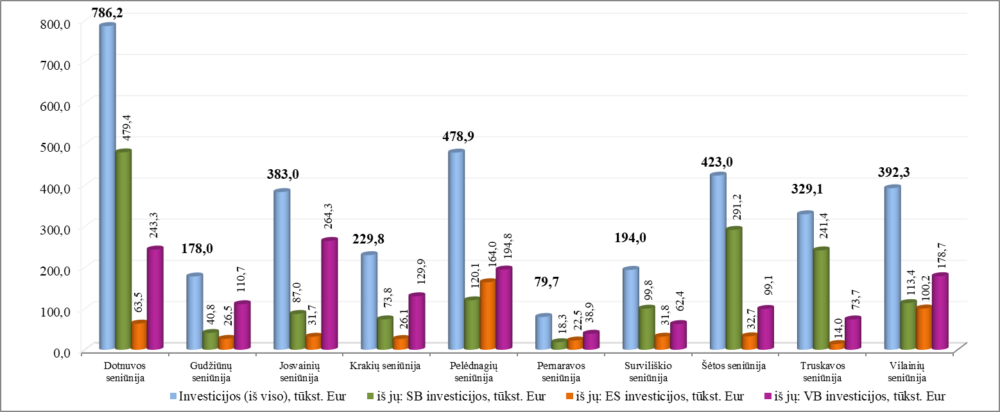 800,0
700,0
600,0
500,0
400,0
300,0
200,0
100,0
0,0
786,2
479,4
63,5
243,3
178,0
40,8
26,5
110,7
383,0
87,0
31,7
264,3
229,8
73,8
26,1
129,9
478,9
120,1
164,0
194,8
79,7
18,3
22,5
38,9
194,0
99,8
31,8
62,4
423,0
291,2
32,7
99,1
329,1
241,4
14,0
73,7
392,3
113,4
100,2
178,7
Dotnuvos
seniūnija
Gudžiūnų
seniūnija
Josvainių
seniūnija
Krakių seniūnija
Pelėdnagių
seniūnija
Pernaravos
seniūnija
Surviliškio
seniūnija
Šėtos seniūnija
Truskavos
seniūnija
Vilainių
seniūnija
Investicijos (iš viso), tūkst. Eur
iš jų: SB investicijos, tūkst. Eur
iš jų: ES investicijos, tūkst. Eur
iš jų: VB investicijos, tūkst. Eur